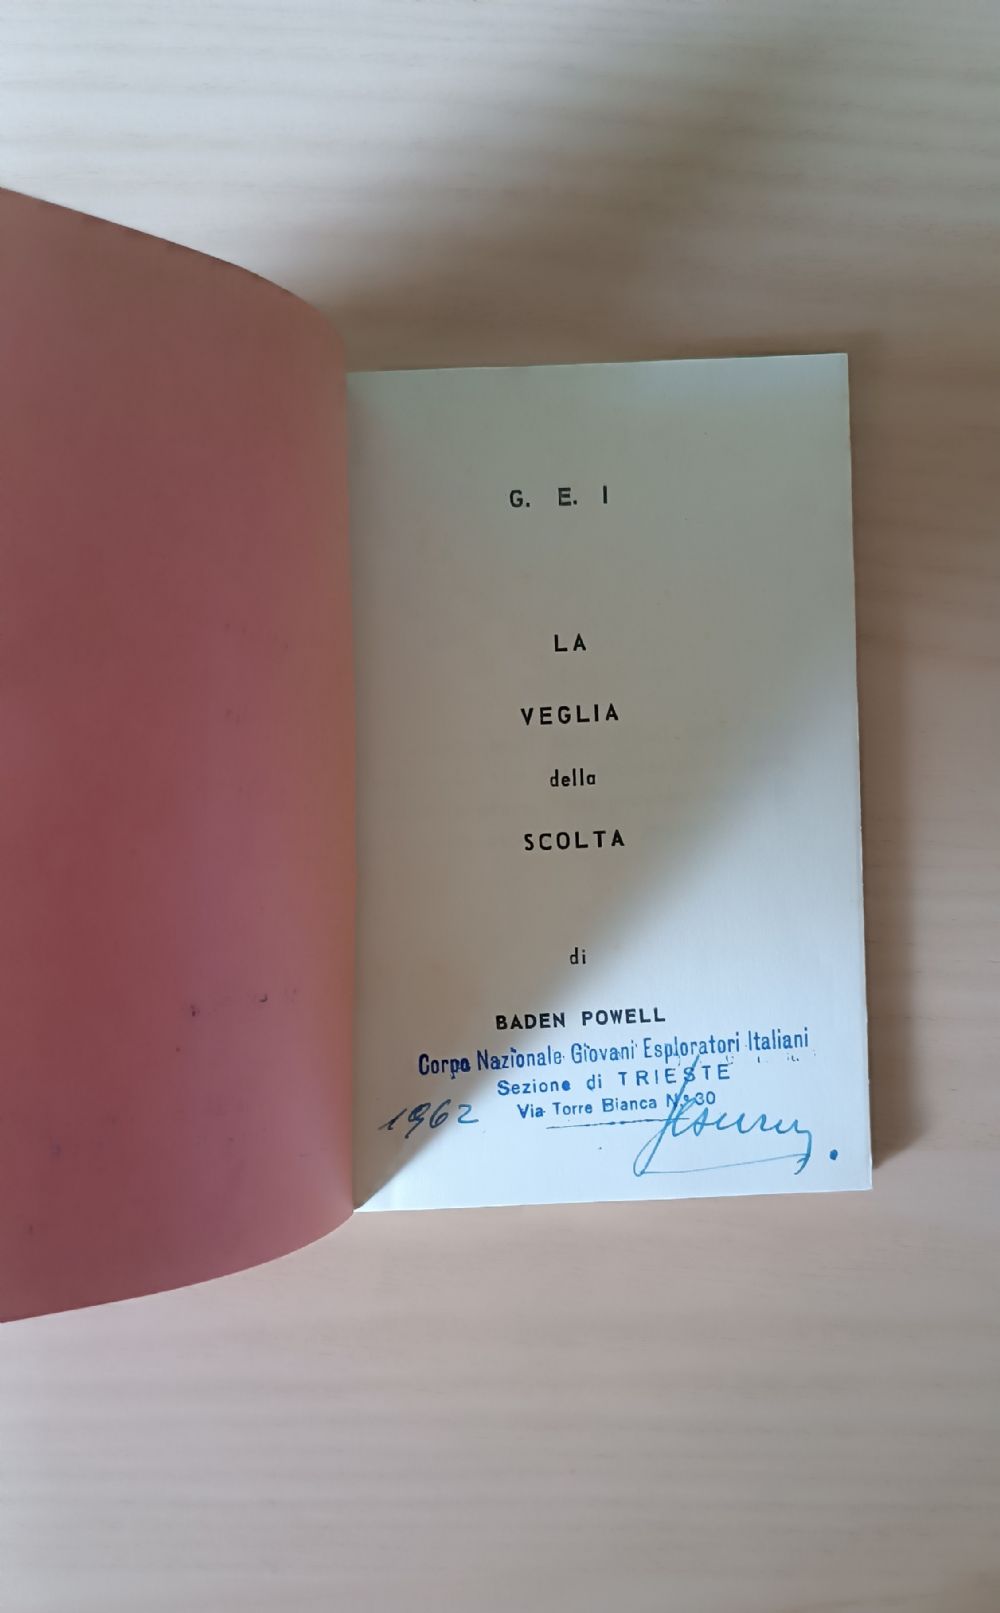 G. E. I
LA
VEGLIA
della
SCOLTA
di
BADEN POWELL
Corpo Nazionale Giovani Esploratori Italiani
Sezione di TRIESTE
Via Torre Bianca N. 30
1962